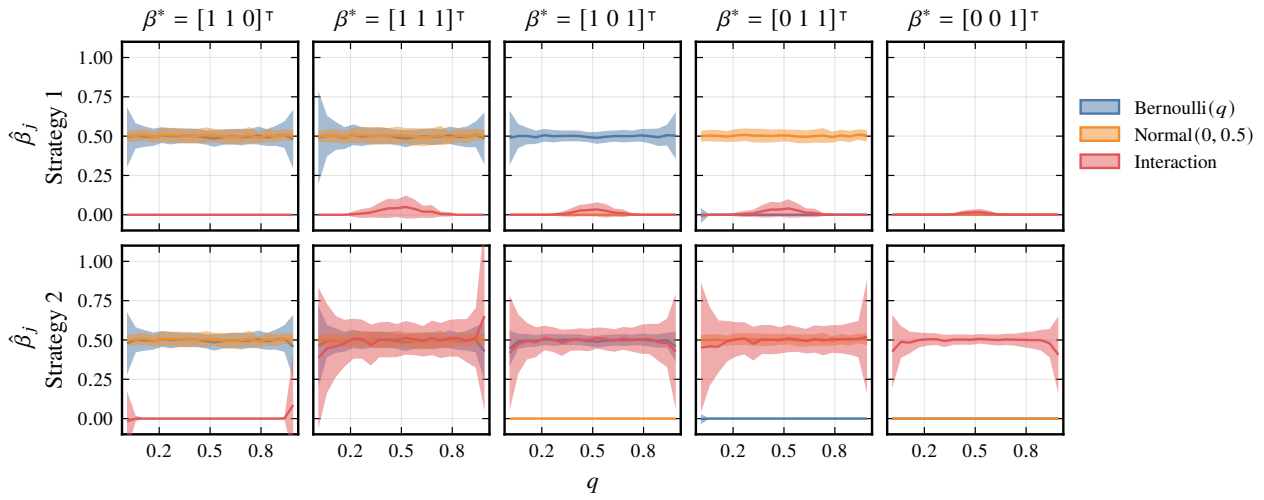 β* = [1 1 0]ᵀ β* = [1 1 1]ᵀ β* = [1 0 1]ᵀ β* = [0 1 1]ᵀ β* = [0 0 1]ᵀ
β̂ⱼ
Strategy 1
1.00
0.75
0.50
0.25
0.00
Bernoulli(q)
Normal(0, 0.5)
Interaction
β̂ⱼ
Strategy 2
1.00
0.75
0.50
0.25
0.00
0.2 0.5 0.8 0.2 0.5 0.8 0.2 0.5 0.8 0.2 0.5 0.8 0.2 0.5 0.8
q